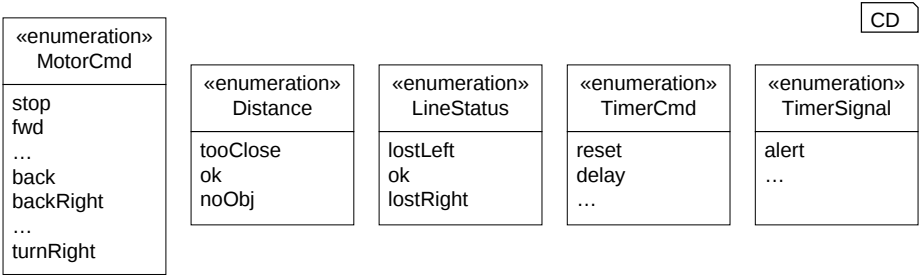 CD
«enumeration»
MotorCmd
stop
fwd
…
back
backRight
…
turnRight
«enumeration»
Distance
tooClose
ok
noObj
«enumeration»
LineStatus
lostLeft
ok
lostRight
«enumeration»
TimerCmd
reset
delay
…
«enumeration»
TimerSignal
alert
…